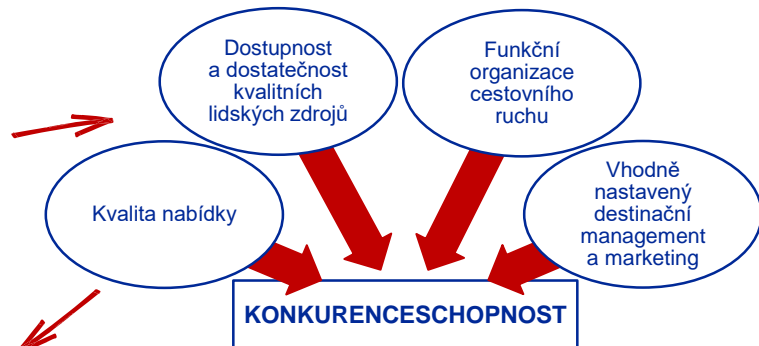 Dostupnost
a dostatečnost
kvalitních
lidských zdrojů
Funkční
organizace
cestovního
ruchu
Kvalita nabídky
Vhodně
nastavený
destinační
management
a marketing
KONKURENCESCHOPNOST